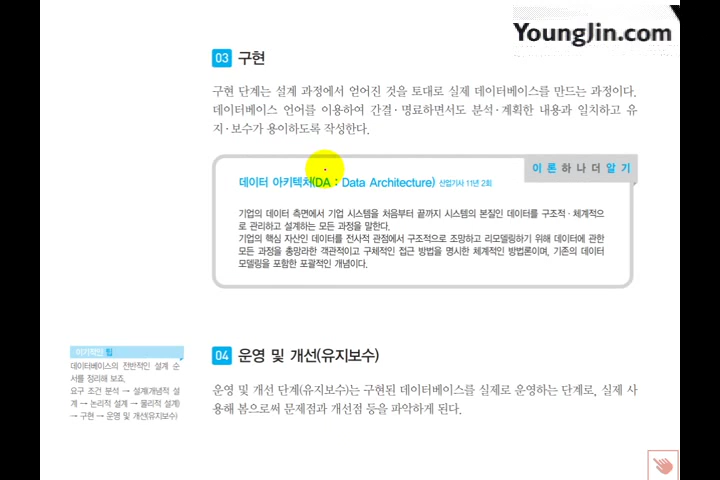 YoungJin.com
03 구현
구현 단계는 설계 과정에서 얻어진 것을 토대로 실제 데이터베이스를 만드는 과정이다.
데이터베이스 언어를 이용하여 간결·명료하면서도 분석·계획한 내용과 일치하고 유
지·보수가 용이하도록 작성한다.
이론하나더알기
데이터 아키텍처(DA : Data Architecture) 산업기사 11년 2회
기업의 데이터 측면에서 기업 시스템을 처음부터 끝까지 시스템의 본질인 데이터를 구조적·체계적으
로 관리하고 설계하는 모든 과정을 말한다.
기업의 핵심 자산인 데이터를 전사적 관점에서 구조적으로 조망하고 리모델링하기 위해 데이터에 관한
모든 과정을 총망라한 객관적이고 구체적인 접근 방법을 명시한 체계적인 방법론이며, 기존의 데이터
모델링을 포함한 포괄적인 개념이다.
04 운영 및 개선(유지보수)
운영 및 개선 단계(유지보수)는 구현된 데이터베이스를 실제로 운영하는 단계로, 실제 사
용해 봄으로써 문제점과 개선점 등을 파악하게 된다.
팁
데이터베이스의 전반적인 설계 순
서를 정리해 보죠.
요구 조건 분석 → 설계(개념적 설
계 → 논리적 설계 → 물리적 설계)
→ 구현 → 운영 및 개선(유지보수)